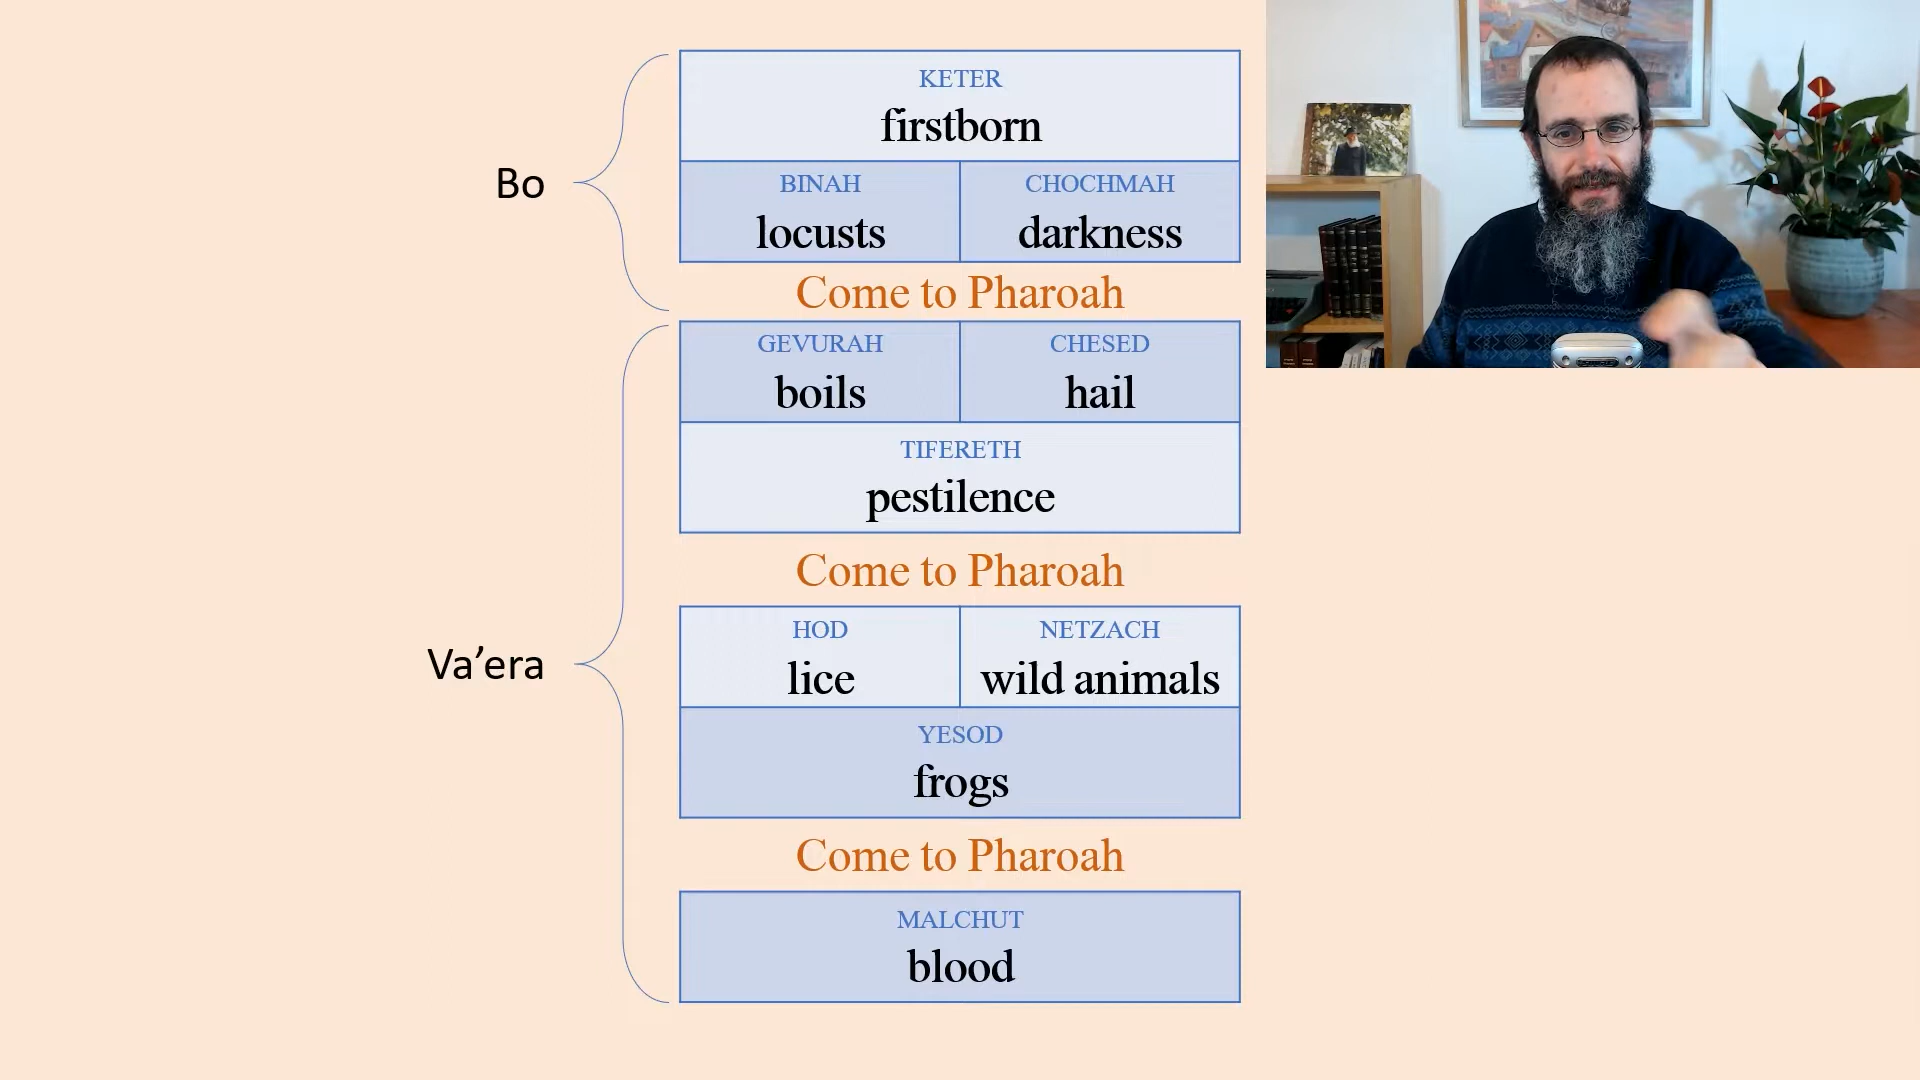 Bo
KETER
firstborn
BINAH
locusts
CHOCHMAH
darkness
Come to Pharoah
Va’era
GEVURAH
boils
CHESED
hail
TIFERETH
pestilence
Come to Pharoah
HOD
lice
NETZACH
wild animals
YESOD
frogs
Come to Pharoah
MALCHUT
blood